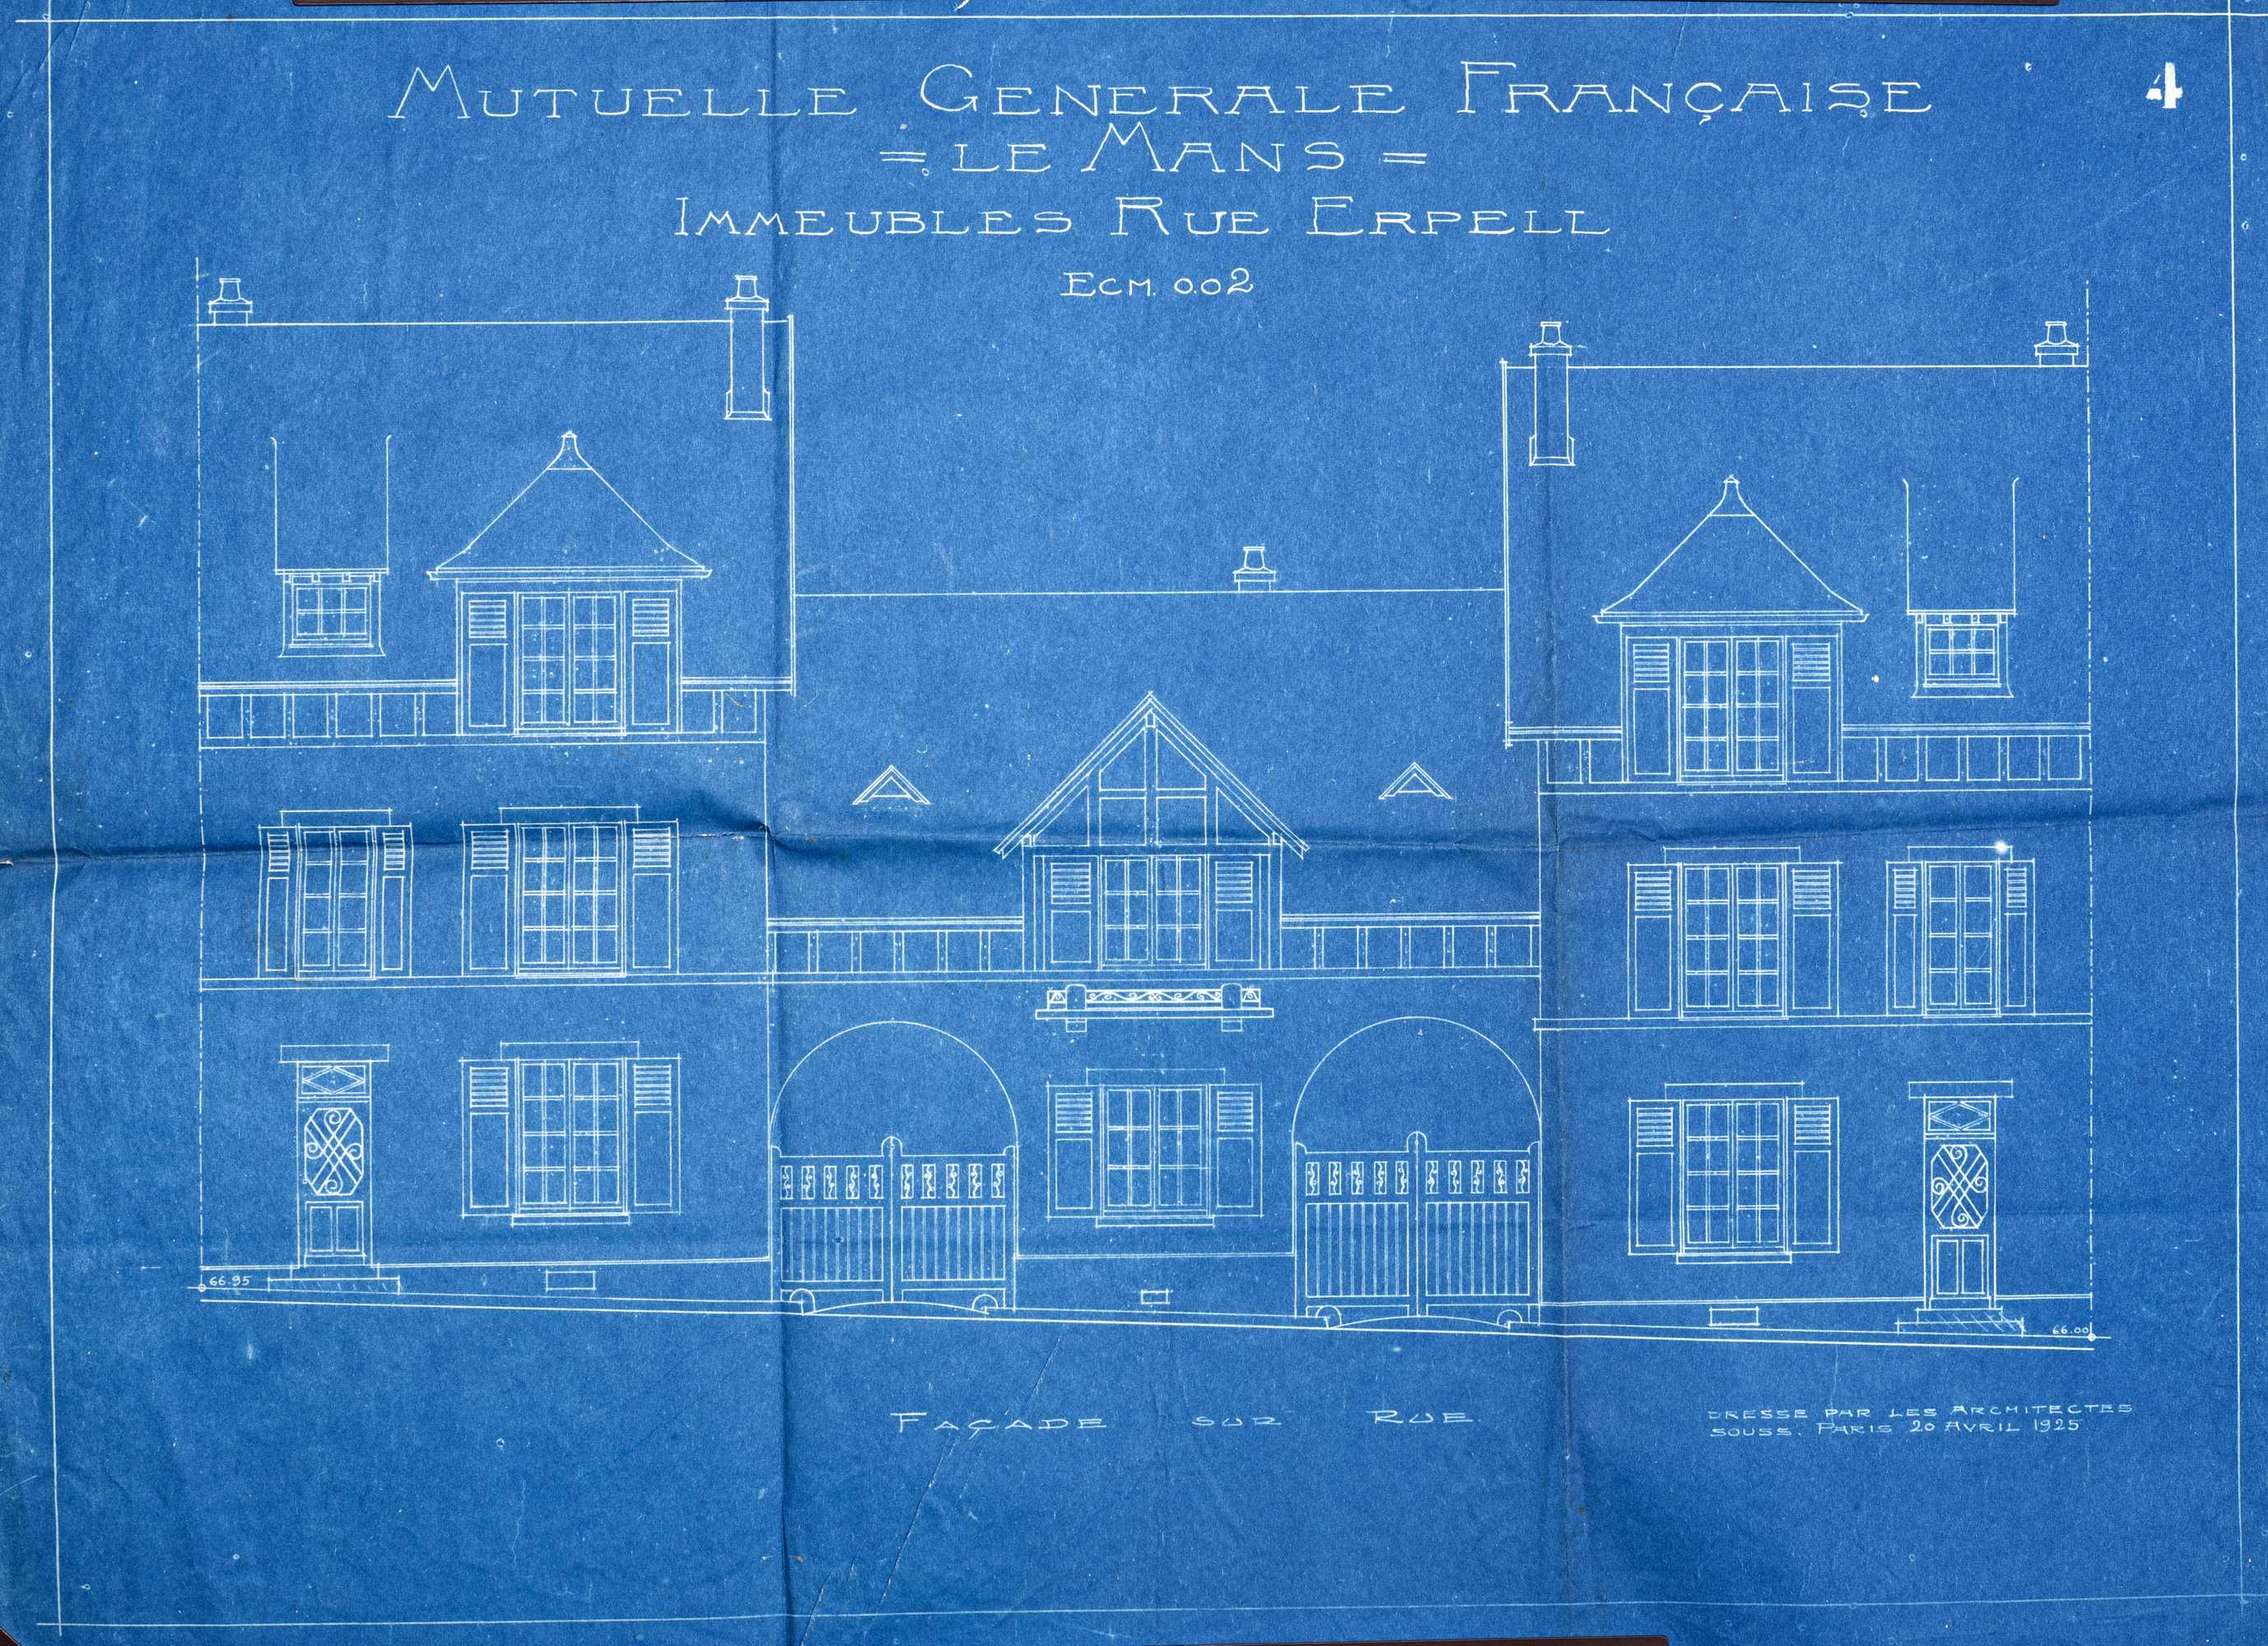 MUTUELLE GENERALE FRANÇAISE
4
= LE MANS =
IMMEUBLES RUE ERPELL
ECM. 0.02
66.95
66.00
FAÇADE SUR RUE
DRESSE PAR LES ARCHITECTES
SOUSS. PARIS 20 AVRIL 1925